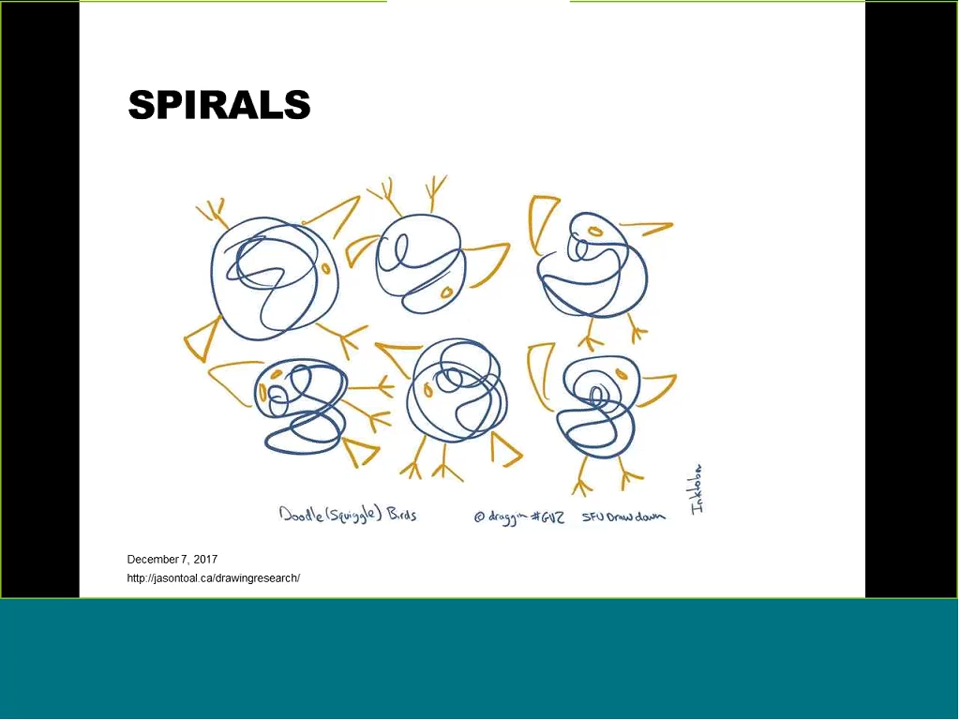 SPIRALS
Inktober
Doodle (Squiggle) Birds
@draggin #GVZ SFU Draw down
December 7, 2017
http://jasontoal.ca/drawingresearch/